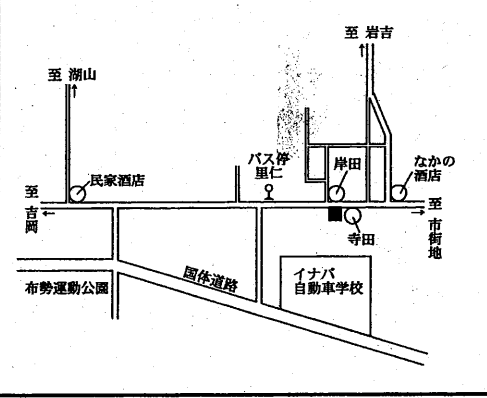 至 岩吉
至 湖山
バス停
里仁
岸田
なかの
酒店
民家酒店
至
吉岡
至
市街地
寺田
国体道路
イナバ
自動車学校
布勢運動公園